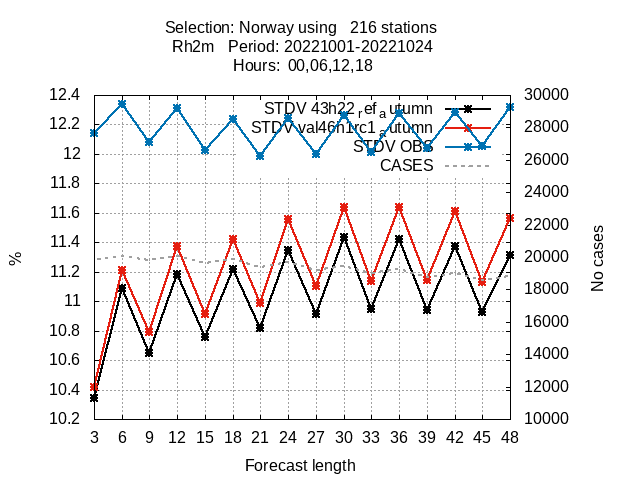 Selection: Norway using   216 stations
Rh2m   Period: 20221001-20221024
Hours:  00,06,12,18
12.4
12.2
12
11.8
11.6
11.4
11.2
11
10.8
10.6
10.4
10.2
%
STDV 43h22refautumn
STDV val46h1rc1autumn
STDV OBS
CASES
30000
28000
26000
24000
22000
20000
18000
16000
14000
12000
10000
No cases
3 6 9 12 15 18 21 24 27 30 33 36 39 42 45 48
Forecast length